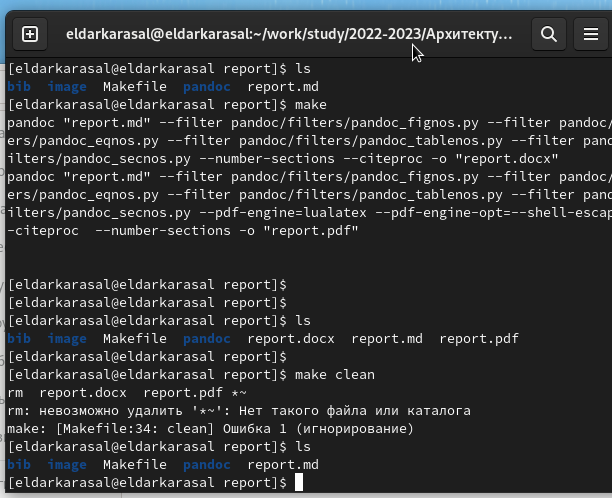 eldarkarasal@eldarkarasal:~/work/study/2022-2023/Архитекту...
[eldarkarasal@eldarkarasal report]$ ls
bib  image  Makefile  pandoc  report.md
[eldarkarasal@eldarkarasal report]$ make
pandoc "report.md" --filter pandoc/filters/pandoc_fignos.py --filter pandoc/
ers/pandoc_eqnos.py --filter pandoc/filters/pandoc_tablenos.py --filter pand
ilters/pandoc_secnos.py --number-sections --citeproc -o "report.docx"
pandoc "report.md" --filter pandoc/filters/pandoc_fignos.py --filter pandoc/
ers/pandoc_eqnos.py --filter pandoc/filters/pandoc_tablenos.py --filter pand
ilters/pandoc_secnos.py --pdf-engine=lualatex --pdf-engine-opt=--shell-escap
-citeproc  --number-sections -o "report.pdf"
[eldarkarasal@eldarkarasal report]$
[eldarkarasal@eldarkarasal report]$
[eldarkarasal@eldarkarasal report]$ ls
bib  image  Makefile  pandoc  report.docx  report.md  report.pdf
[eldarkarasal@eldarkarasal report]$
[eldarkarasal@eldarkarasal report]$ make clean
rm  report.docx  report.pdf *~
rm: невозможно удалить '*~': Нет такого файла или каталога
make: [Makefile:34: clean] Ошибка 1 (игнорирование)
[eldarkarasal@eldarkarasal report]$ ls
bib  image  Makefile  pandoc  report.md
[eldarkarasal@eldarkarasal report]$